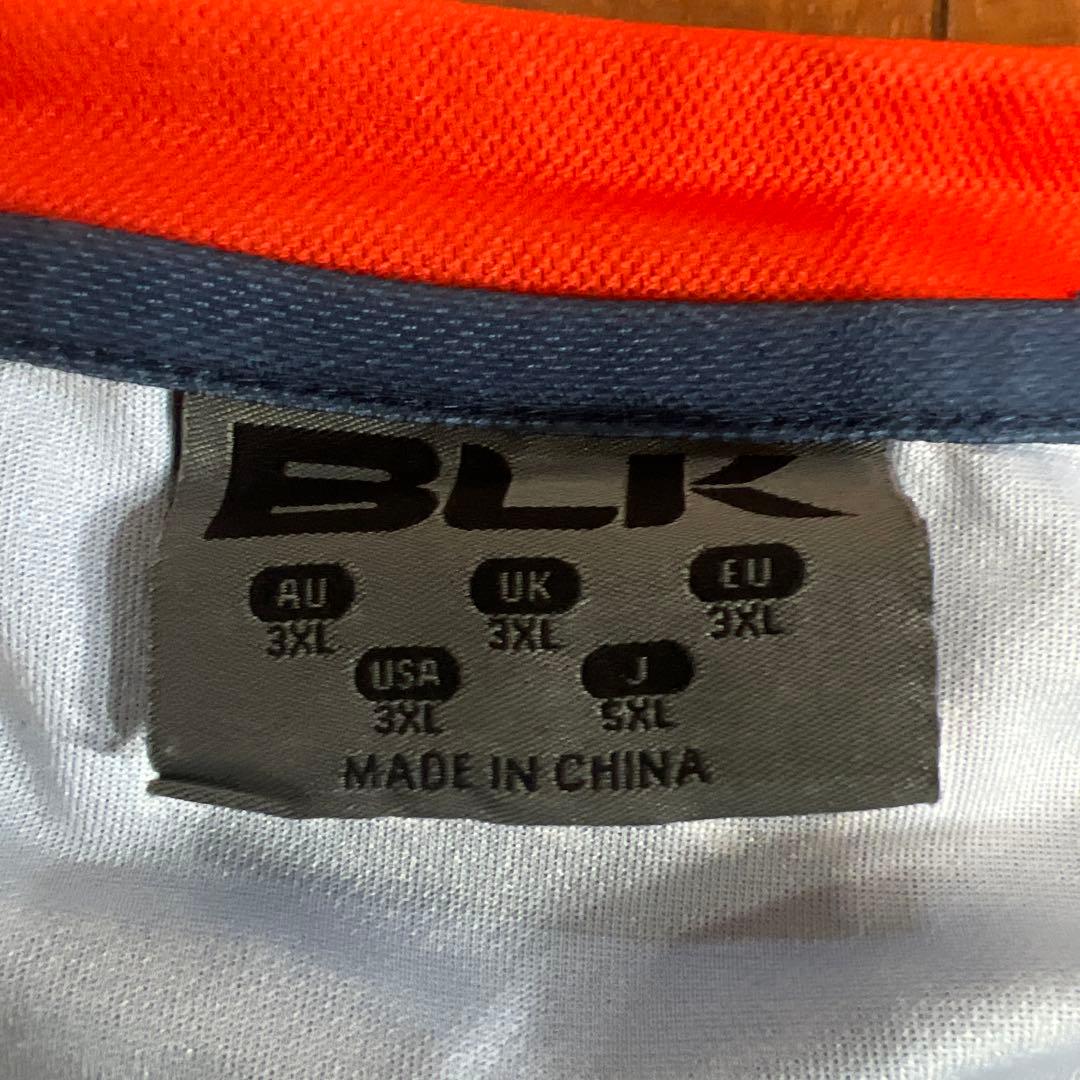 BLK
AU UK EU
3XL 3XL 3XL
USA J
3XL 5XL
MADE IN CHINA